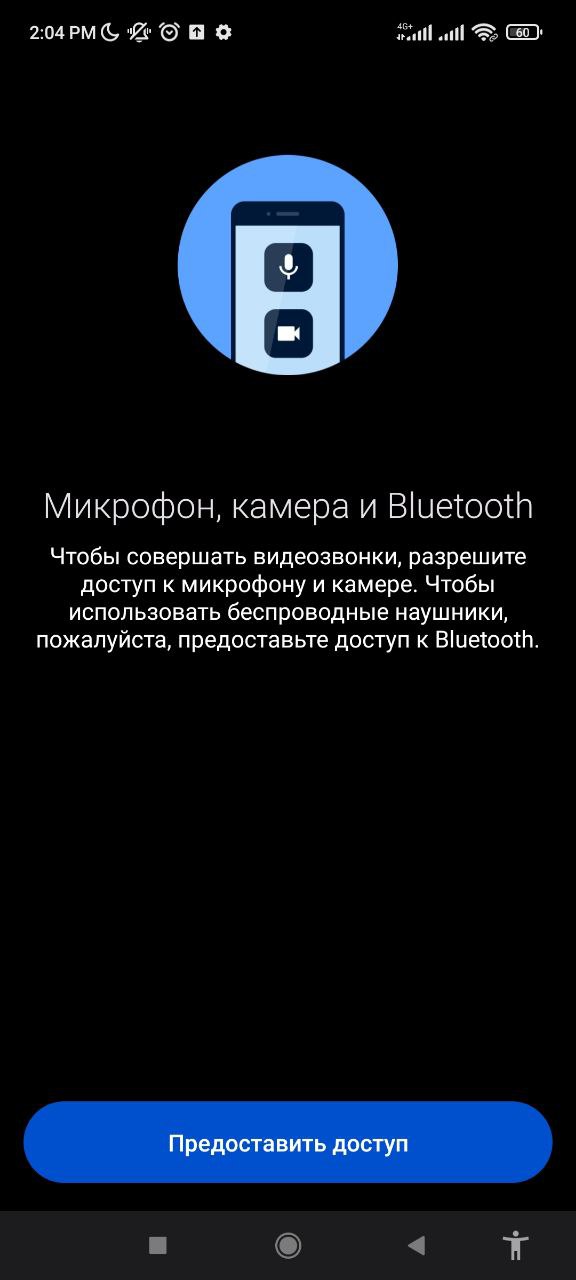 2:04 PM 4G+ 60
Микрофон, камера и Bluetooth
Чтобы совершать видеозвонки, разрешите
доступ к микрофону и камере. Чтобы
использовать беспроводные наушники,
пожалуйста, предоставьте доступ к Bluetooth.
Предоставить доступ